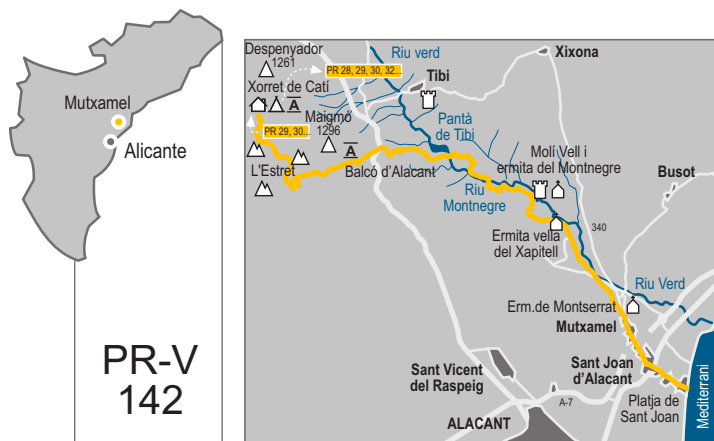 Mutxamel
Alicante
PR-V
142
Despenyador
1261
Riu verd
Xixona
PR 28, 29, 30, 32...
Xorret de Catí
A
Tibi
Maigmó
1296
PR 29, 30...
A
Pantà
de Tibi
Molí Vell i
ermita del Montnegre
L'Estret
Balcó d'Alacant
Riu
Montnegre
Busot
340
Ermita vella
del Xapitell
Riu Verd
Erm.de Montserrat
Mutxamel
Sant Vicent
del Raspeig
Sant Joan
d'Alacant
A-7
Platja de
Sant Joan
ALACANT
Mediterrani